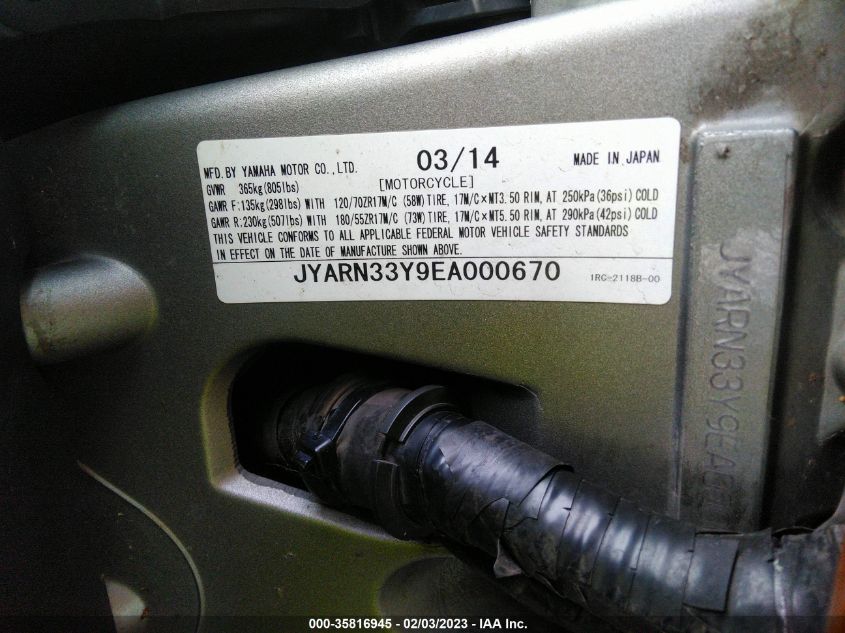 MFD. BY YAMAHA MOTOR CO., LTD. 03/14 MADE IN JAPAN
GVWR 365kg(805lbs) [MOTORCYCLE]
GAWR F:135kg(298lbs) WITH 120/70ZR17M/C (58W) TIRE, 17M/C×MT3.50 RIM, AT 250kPa(36psi) COLD
GAWR R:230kg(507lbs) WITH 180/55ZR17M/C (73W) TIRE, 17M/C×MT5.50 RIM, AT 290kPa(42psi) COLD
THIS VEHICLE CONFORMS TO ALL APPLICABLE FEDERAL MOTOR VEHICLE SAFETY STANDARDS
IN EFFECT ON THE DATE OF MANUFACTURE SHOWN ABOVE.
JYARN33Y9EA000670 1RC-2118B-00
JYARN33Y9EA0
000-35816945 - 02/03/2023 - IAA Inc.